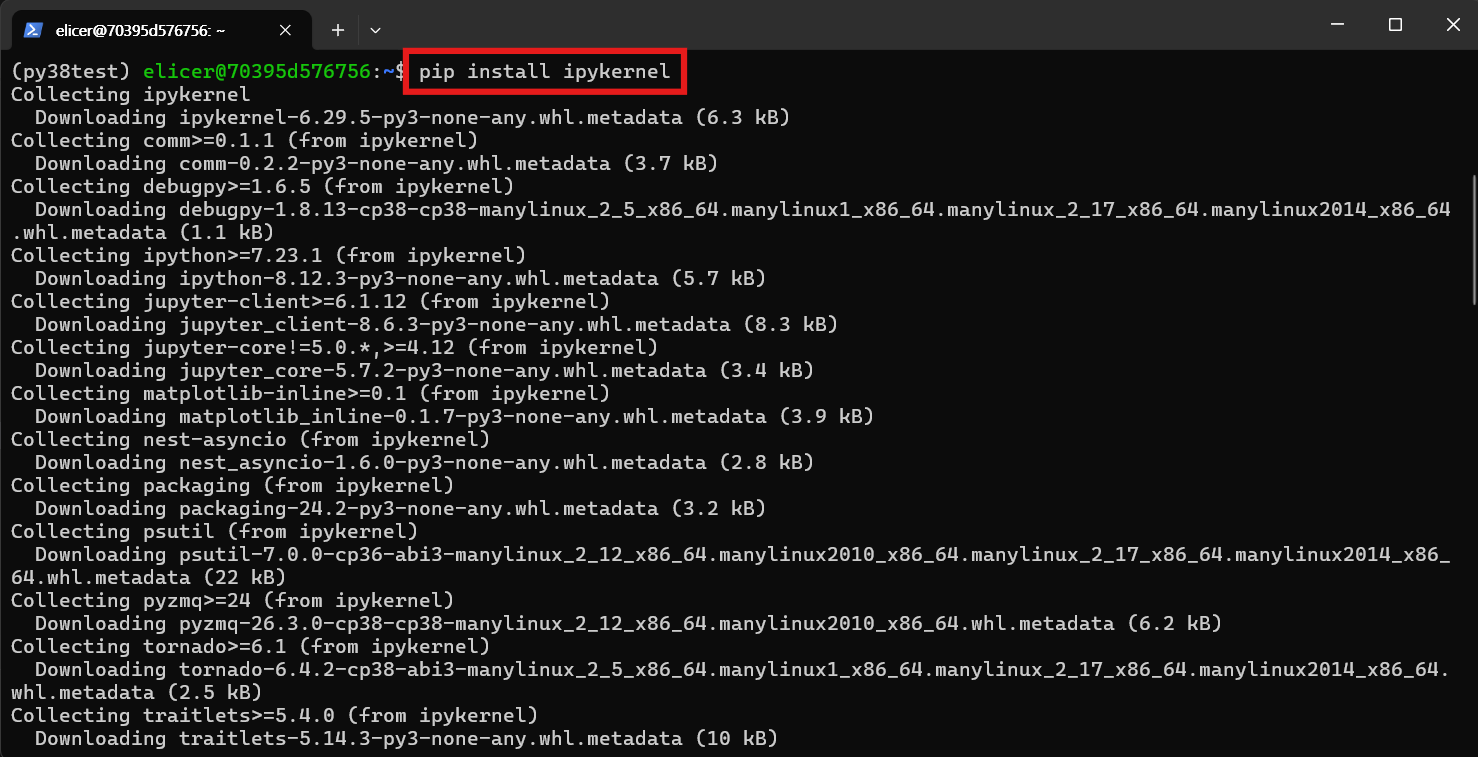 elicer@70395d576756: ~
(py38test) elicer@70395d576756:~$ pip install ipykernel
Collecting ipykernel
  Downloading ipykernel-6.29.5-py3-none-any.whl.metadata (6.3 kB)
Collecting comm>=0.1.1 (from ipykernel)
  Downloading comm-0.2.2-py3-none-any.whl.metadata (3.7 kB)
Collecting debugpy>=1.6.5 (from ipykernel)
  Downloading debugpy-1.8.13-cp38-cp38-manylinux_2_5_x86_64.manylinux1_x86_64.manylinux_2_17_x86_64.manylinux2014_x86_64
.whl.metadata (1.1 kB)
Collecting ipython>=7.23.1 (from ipykernel)
  Downloading ipython-8.12.3-py3-none-any.whl.metadata (5.7 kB)
Collecting jupyter-client>=6.1.12 (from ipykernel)
  Downloading jupyter_client-8.6.3-py3-none-any.whl.metadata (8.3 kB)
Collecting jupyter-core!=5.0.*,>=4.12 (from ipykernel)
  Downloading jupyter_core-5.7.2-py3-none-any.whl.metadata (3.4 kB)
Collecting matplotlib-inline>=0.1 (from ipykernel)
  Downloading matplotlib_inline-0.1.7-py3-none-any.whl.metadata (3.9 kB)
Collecting nest-asyncio (from ipykernel)
  Downloading nest_asyncio-1.6.0-py3-none-any.whl.metadata (2.8 kB)
Collecting packaging (from ipykernel)
  Downloading packaging-24.2-py3-none-any.whl.metadata (3.2 kB)
Collecting psutil (from ipykernel)
  Downloading psutil-7.0.0-cp36-abi3-manylinux_2_12_x86_64.manylinux2010_x86_64.manylinux_2_17_x86_64.manylinux2014_x86_
64.whl.metadata (22 kB)
Collecting pyzmq>=24 (from ipykernel)
  Downloading pyzmq-26.3.0-cp38-cp38-manylinux_2_12_x86_64.manylinux2010_x86_64.whl.metadata (6.2 kB)
Collecting tornado>=6.1 (from ipykernel)
  Downloading tornado-6.4.2-cp38-abi3-manylinux_2_5_x86_64.manylinux1_x86_64.manylinux_2_17_x86_64.manylinux2014_x86_64.
whl.metadata (2.5 kB)
Collecting traitlets>=5.4.0 (from ipykernel)
  Downloading traitlets-5.14.3-py3-none-any.whl.metadata (10 kB)